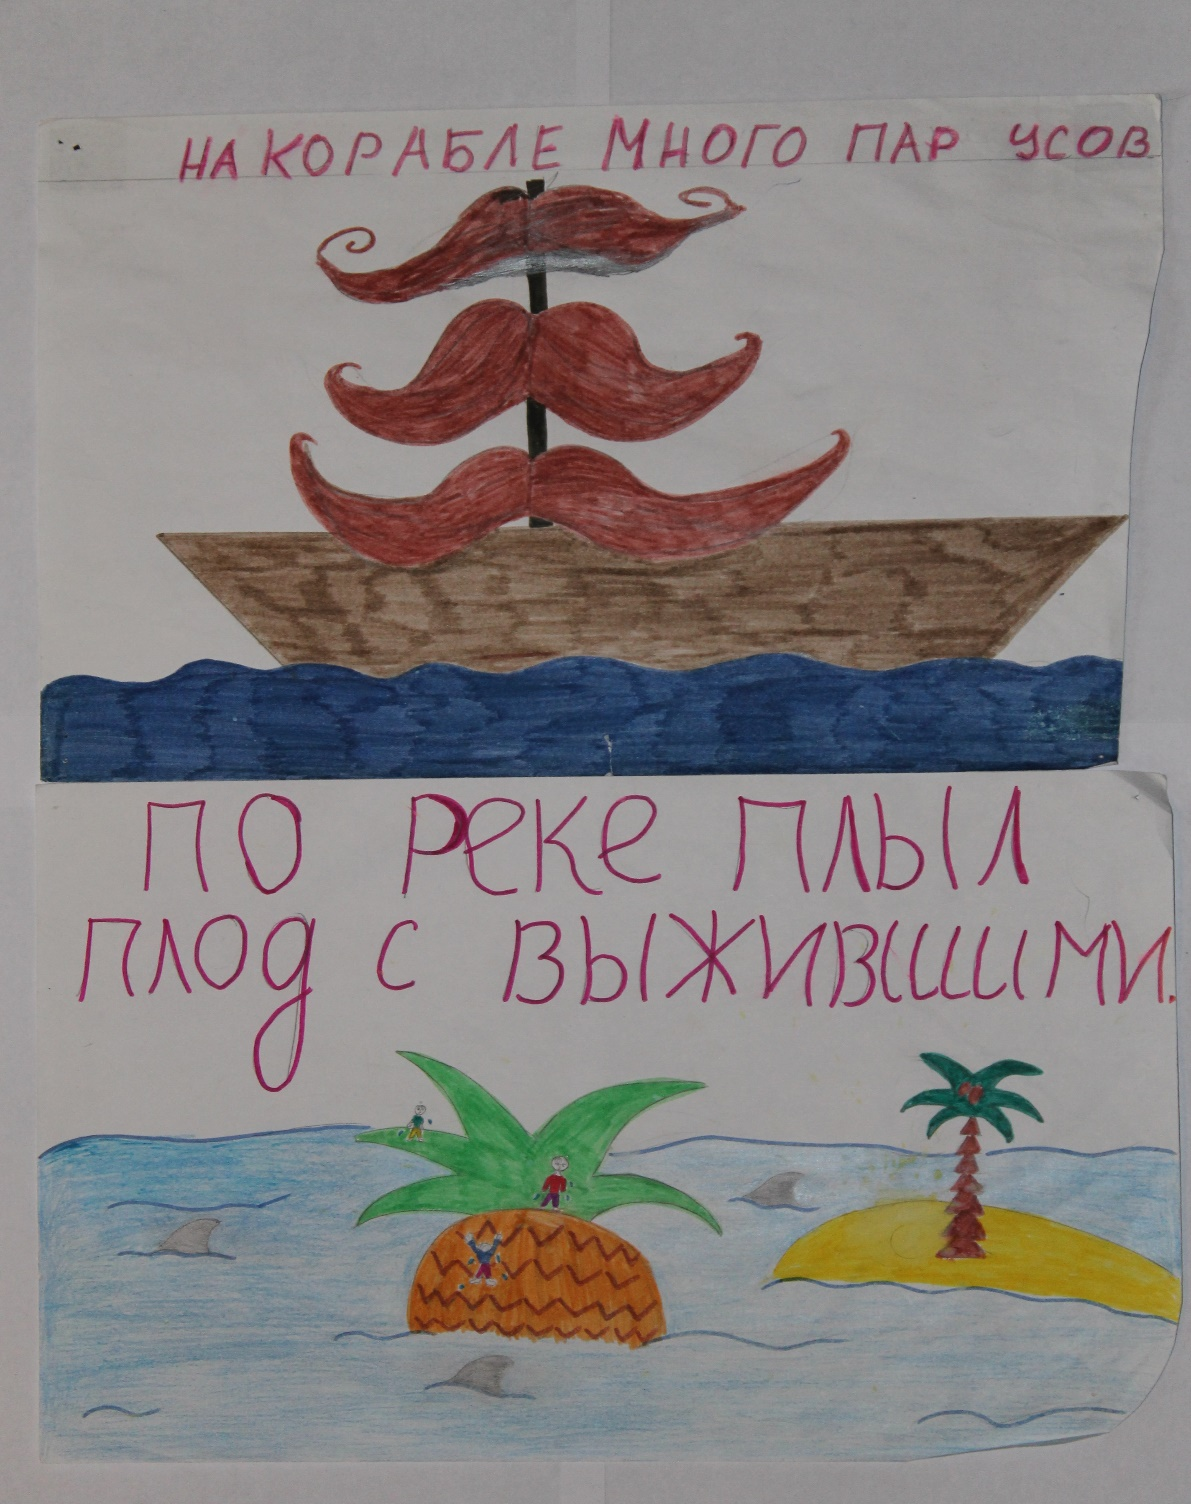 НА КОРАБЛЕ МНОГО ПАР УСОВ
ПО РЕКЕ ПЛЫЛ
ПЛОД С ВЫЖИВШИМИ.